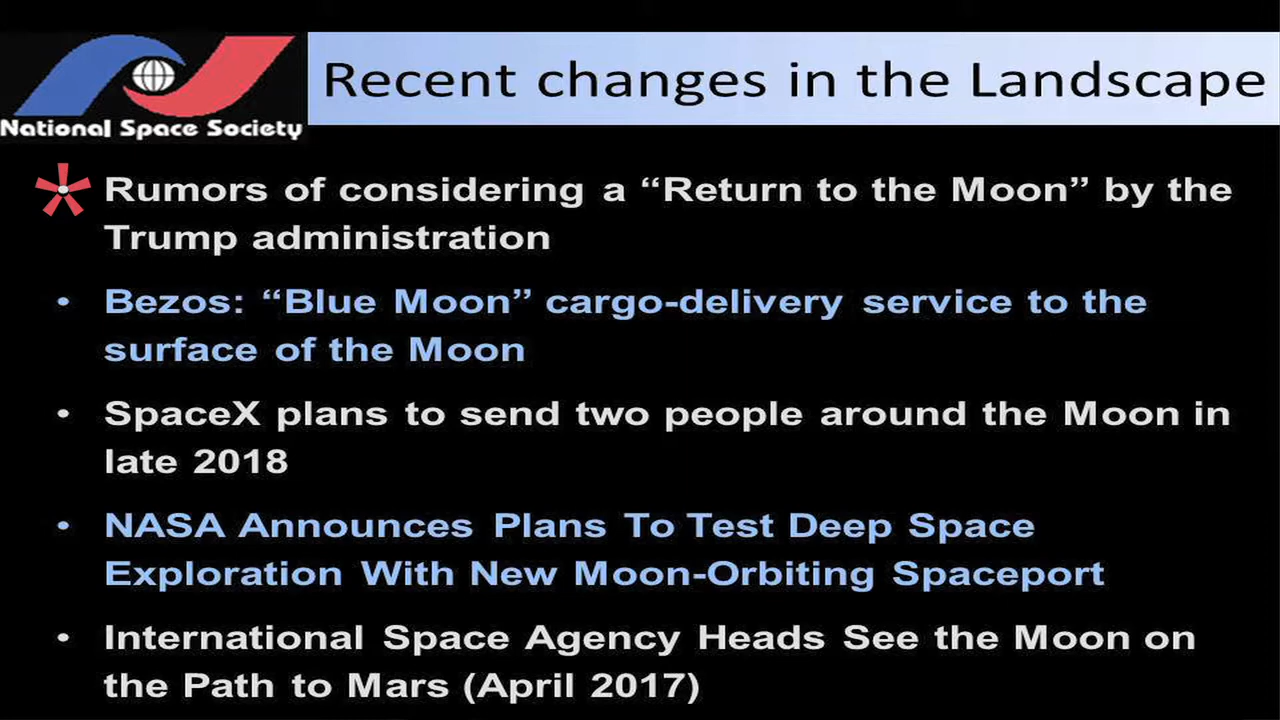 National Space Society
Recent changes in the Landscape
* Rumors of considering a “Return to the Moon” by the
Trump administration
• Bezos: “Blue Moon” cargo-delivery service to the
surface of the Moon
• SpaceX plans to send two people around the Moon in
late 2018
• NASA Announces Plans To Test Deep Space
Exploration With New Moon-Orbiting Spaceport
• International Space Agency Heads See the Moon on
the Path to Mars (April 2017)